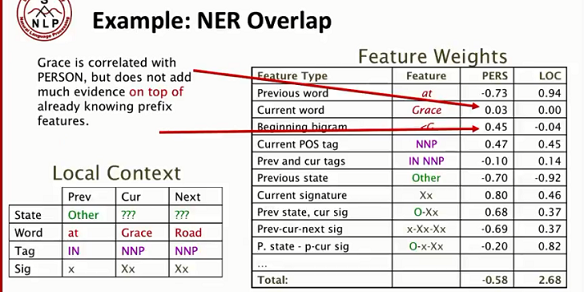 S
NLP
Example: NER Overlap
Grace is correlated with
PERSON, but does not add
much evidence on top of
already knowing prefix
features.
Feature Weights
Feature Type Feature PERS LOC
Previous word at -0.73 0.94
Current word Grace 0.03 0.00
Beginning bigram <G 0.45 -0.04
Current POS tag NNP 0.47 0.45
Prev and cur tags IN NNP -0.10 0.14
Previous state Other -0.70 -0.92
Current signature Xx 0.80 0.46
Prev state, cur sig O-Xx 0.68 0.37
Prev-cur-next sig x-Xx-Xx -0.69 0.37
P. state - p-cur sig O-x-Xx -0.20 0.82
...
Total: -0.58 2.68
Local Context
Prev Cur Next
State Other ??? ???
Word at Grace Road
Tag IN NNP NNP
Sig x Xx Xx